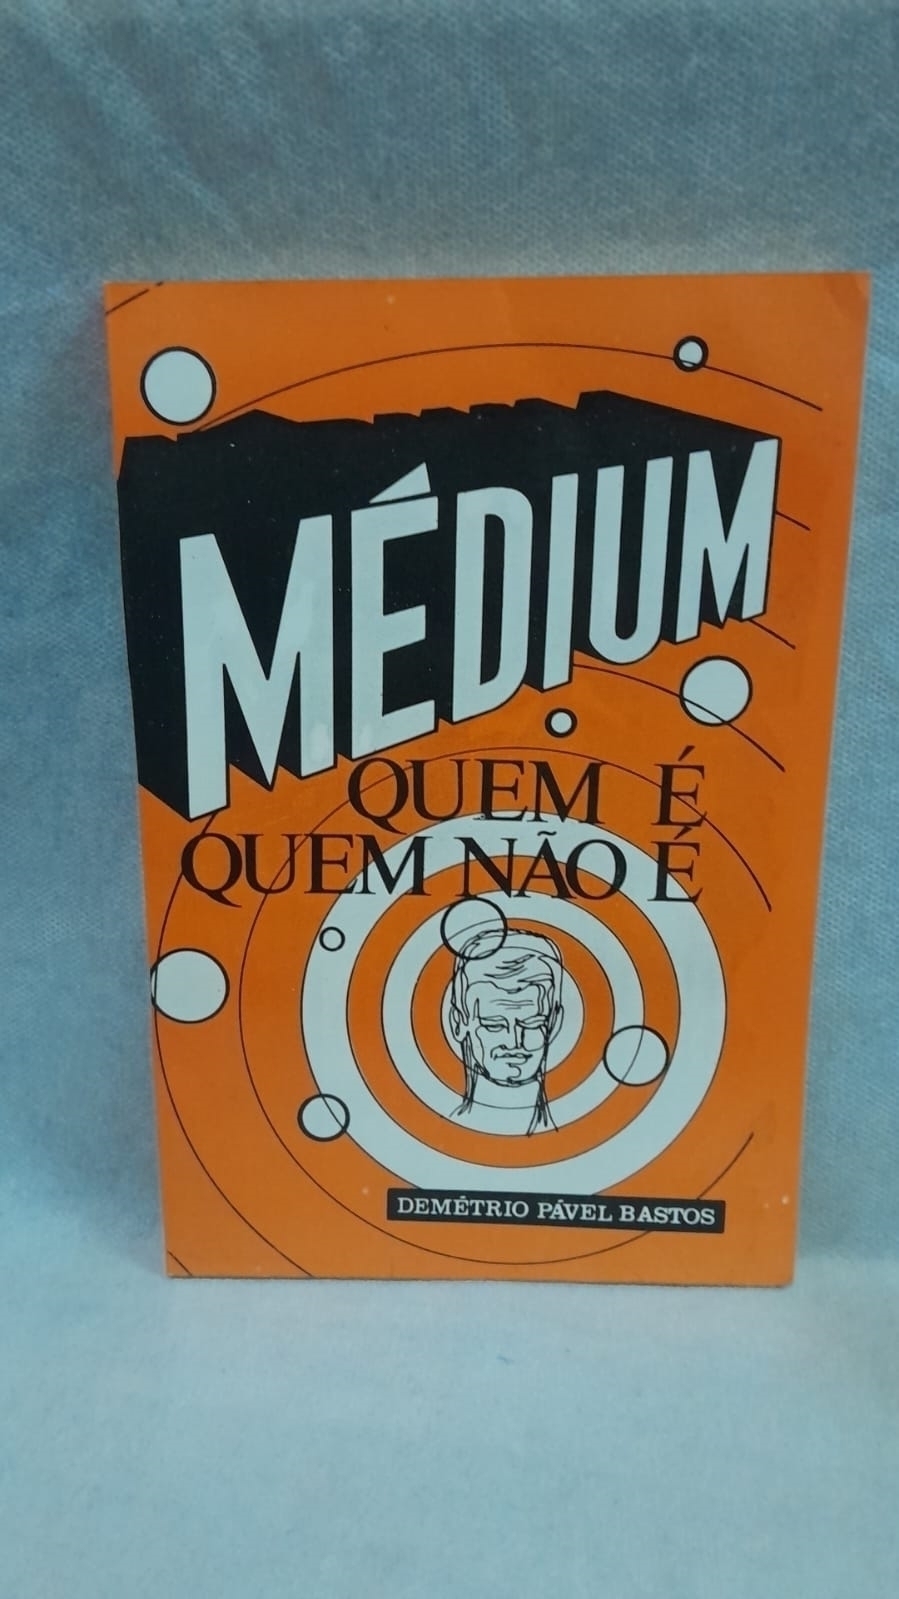 MÉDIUM
QUEM É
QUEM NÃO É
DEMÉTRIO PÁVEL BASTOS